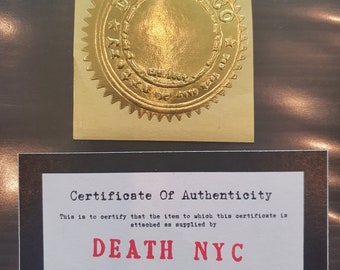 Certificate Of Authenticity
This is to certify that the item to which this certificate is
attached as supplied by
DEATH NYC